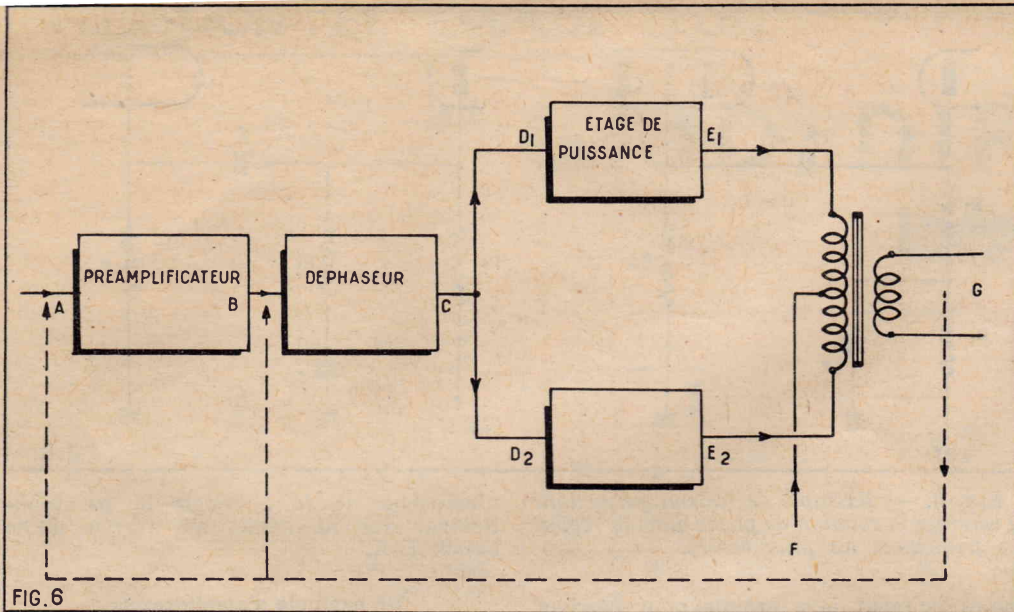 ETAGE DE
PUISSANCE
D1
E1
PREAMPLIFICATEUR
DEPHASEUR
A
B
C
G
D2
E2
F
FIG.6